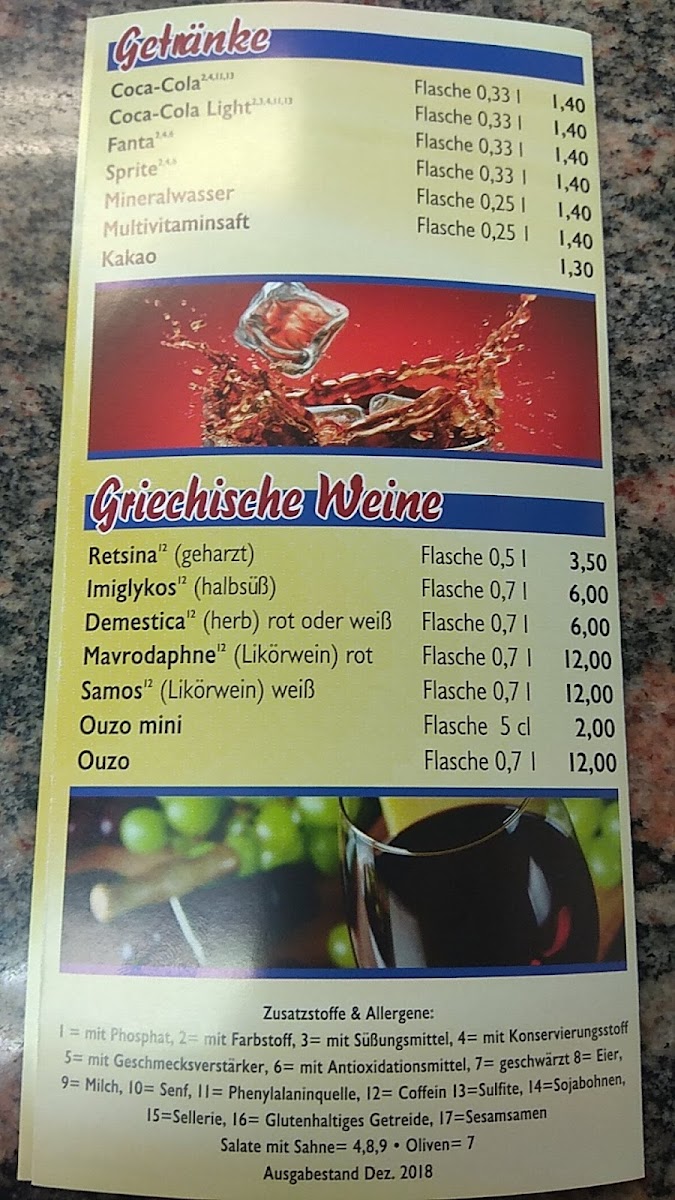 Getränke
Coca-Cola2,4,11,13 Flasche 0,33 l 1,40
Coca-Cola Light2,3,4,11,13 Flasche 0,33 l 1,40
Fanta2,4,6 Flasche 0,33 l 1,40
Sprite2,4,6 Flasche 0,33 l 1,40
Mineralwasser Flasche 0,25 l 1,40
Multivitaminsaft Flasche 0,25 l 1,40
Kakao 1,30
Griechische Weine
Retsina12 (geharzt) Flasche 0,5 l 3,50
Imiglykos12 (halbsüß) Flasche 0,7 l 6,00
Demestica12 (herb) rot oder weiß Flasche 0,7 l 6,00
Mavrodaphne12 (Likörwein) rot Flasche 0,7 l 12,00
Samos12 (Likörwein) weiß Flasche 0,7 l 12,00
Ouzo mini Flasche 5 cl 2,00
Ouzo Flasche 0,7 l 12,00
Zusatzstoffe & Allergene:
1 = mit Phosphat, 2= mit Farbstoff, 3= mit Süßungsmittel, 4= mit Konservierungsstoff
5= mit Geschmecksverstärker, 6= mit Antioxidationsmittel, 7= geschwärzt 8= Eier,
9= Milch, 10= Senf, 11= Phenylalaninquelle, 12= Coffein 13=Sulfite, 14=Sojabohnen,
15=Sellerie, 16= Glutenhaltiges Getreide, 17=Sesamsamen
Salate mit Sahne= 4,8,9 • Oliven= 7
Ausgabestand Dez. 2018